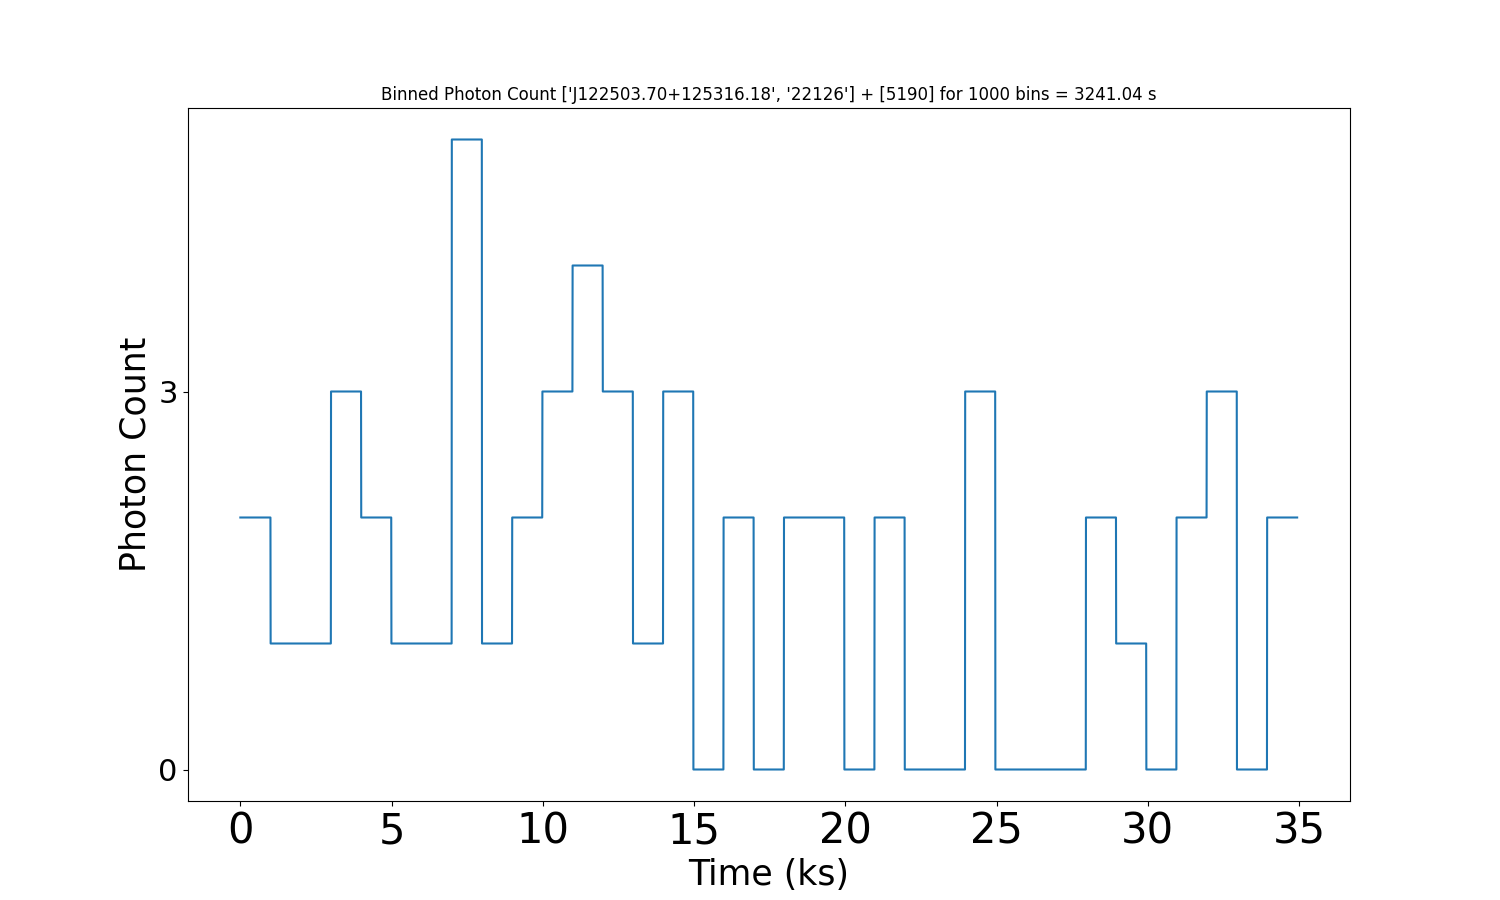 Binned Photon Count ['J122503.70+125316.18', '22126'] + [5190] for 1000 bins = 3241.04 s
Photon Count
3
0
0 5 10 15 20 25 30 35
Time (ks)